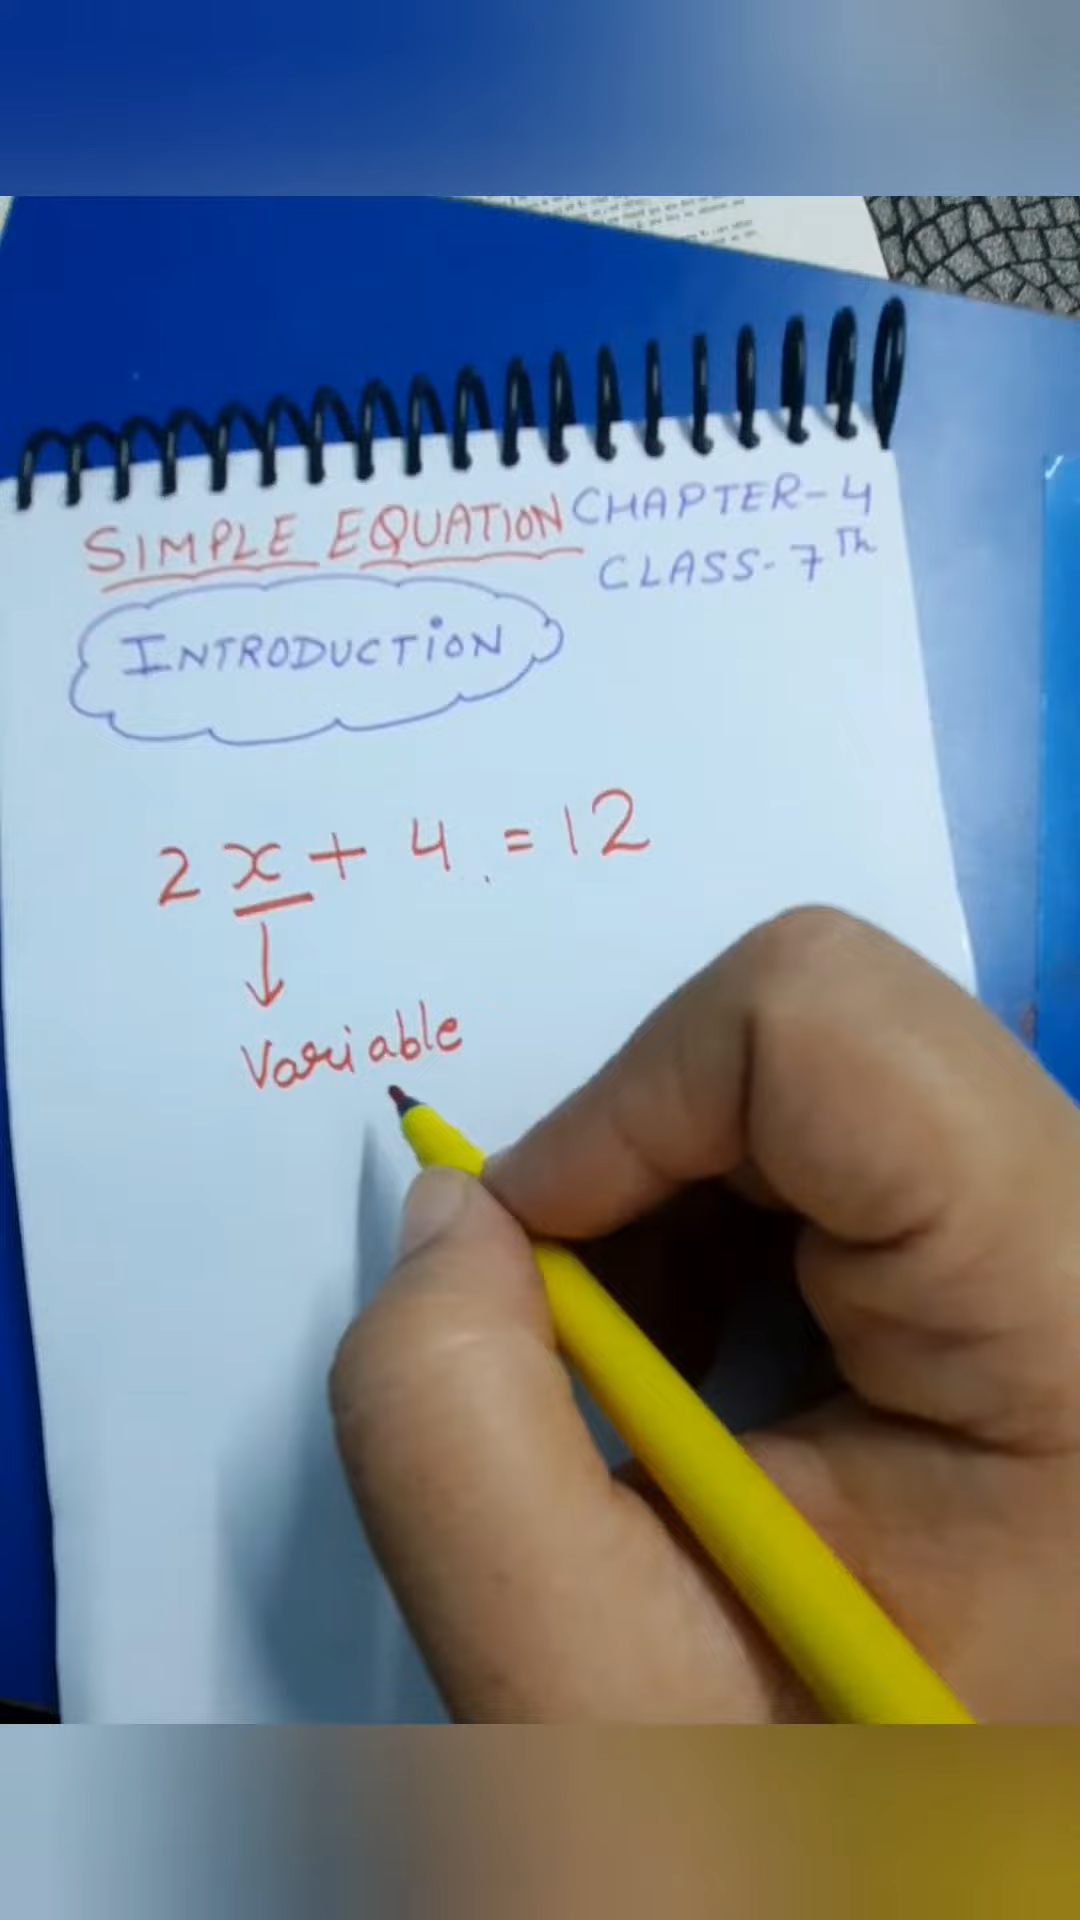 SIMPLE EQUATION CHAPTER-4
CLASS-7Th
INTRODUCTION
2x + 4 = 12
↓
Variable